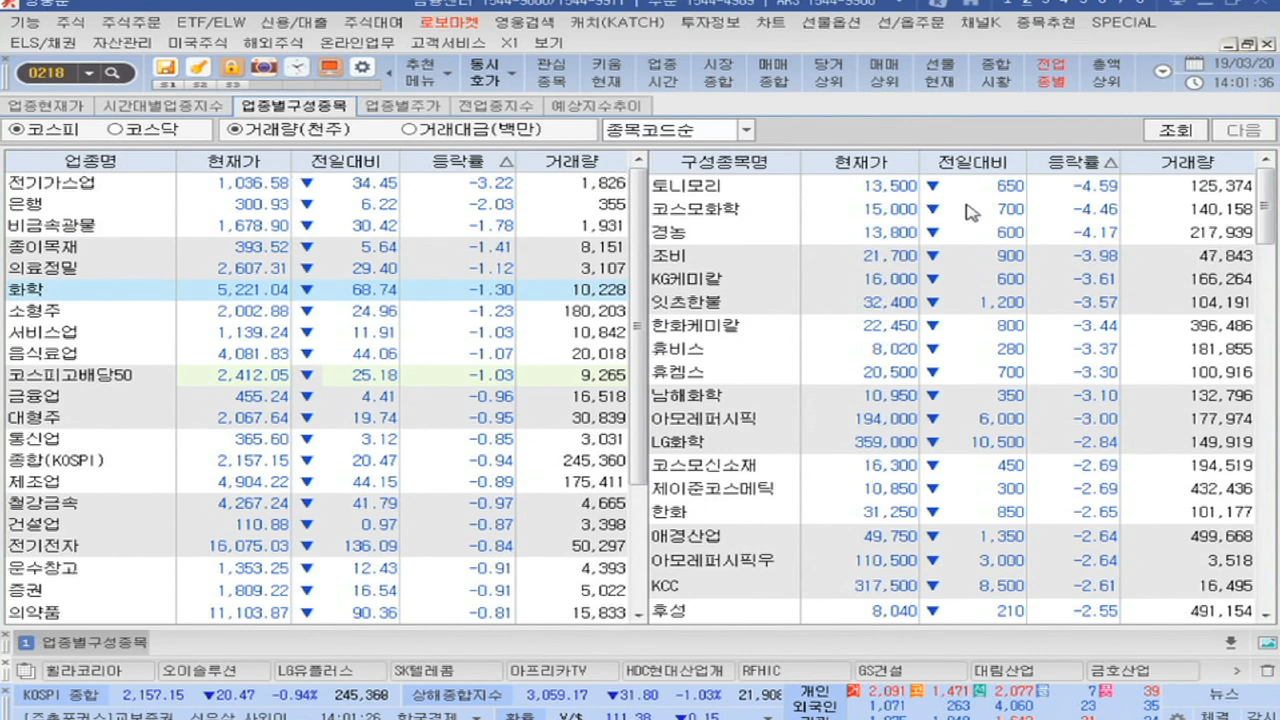 기능 주식 주식주문 ETF/ELW 신용/대출 주식대여 로보마켓 영웅검색 캐치(KATCH) 투자정보 차트 선물옵션 선/옵주문 채널K 종목추천 SPECIAL
ELS/채권 자산관리 미국주식 해외주식 온라인업무 고객서비스 X1 보기
0218 S1 S2 S3 추천메뉴 동시호가 관심종목 키움현재 업종시간 시장종합 매매종합 당거상위 매매상위 선물현재 종합시황 전업종별 총액상위 19/03/20 14:01:36
업종현재가 시간대별업종지수 업종별구성종목 업종별주가 전업종지수 예상지수추이
코스피 코스닥 거래량(천주) 거래대금(백만) 종목코드순 조회 다음
업종명 현재가 전일대비 등락률 △ 거래량 구성종목명 현재가 전일대비 등락률 △ 거래량
전기가스업 1,036.58 ▼ 34.45 -3.22 1,826 토니모리 13,500 ▼ 650 -4.59 125,374
은행 300.93 ▼ 6.22 -2.03 355 코스모화학 15,000 ▼ 700 -4.46 140,158
비금속광물 1,678.90 ▼ 30.42 -1.78 1,931 경농 13,800 ▼ 600 -4.17 217,939
종이목재 393.52 ▼ 5.64 -1.41 8,151 조비 21,700 ▼ 900 -3.98 47,843
의료정밀 2,607.31 ▼ 29.40 -1.12 3,107 KG케미칼 16,000 ▼ 600 -3.61 166,264
화학 5,221.04 ▼ 68.74 -1.30 10,228 잇츠한불 32,400 ▼ 1,200 -3.57 104,191
소형주 2,002.88 ▼ 24.96 -1.23 180,203 한화케미칼 22,450 ▼ 800 -3.44 396,486
서비스업 1,139.24 ▼ 11.91 -1.03 10,842 휴비스 8,020 ▼ 280 -3.37 181,855
음식료업 4,081.83 ▼ 44.06 -1.07 20,018 휴켐스 20,500 ▼ 700 -3.30 100,916
코스피고배당50 2,412.05 ▼ 25.18 -1.03 9,265 남해화학 10,950 ▼ 350 -3.10 132,796
금융업 455.24 ▼ 4.41 -0.96 16,518 아모레퍼시픽 194,000 ▼ 6,000 -3.00 177,974
대형주 2,067.64 ▼ 19.74 -0.95 30,839 LG화학 359,000 ▼ 10,500 -2.84 149,919
통신업 365.60 ▼ 3.12 -0.85 3,031 코스모신소재 16,300 ▼ 450 -2.69 194,519
종합(KOSPI) 2,157.15 ▼ 20.47 -0.94 245,360 제이준코스메틱 10,850 ▼ 300 -2.69 432,436
제조업 4,904.22 ▼ 44.15 -0.89 175,411 한화 31,250 ▼ 850 -2.65 101,177
철강금속 4,267.24 ▼ 41.79 -0.97 4,665 애경산업 49,750 ▼ 1,350 -2.64 499,668
건설업 110.88 ▼ 0.97 -0.87 3,398 아모레퍼시픽우 110,500 ▼ 3,000 -2.64 3,518
전기전자 16,075.03 ▼ 136.09 -0.84 50,297 KCC 317,500 ▼ 8,500 -2.61 16,495
운수창고 1,353.25 ▼ 12.43 -0.91 4,393 후성 8,040 ▼ 210 -2.55 491,154
증권 1,809.22 ▼ 16.54 -0.91 5,022
의약품 11,103.87 ▼ 90.36 -0.81 15,833
1 업종별구성종목
휠라코리아 오이솔루션 LG유플러스 SK텔레콤 아프리카TV HDC현대산업개 RFHIC GS건설 대림산업 금호산업
KOSPI 종합 2,157.15 ▼20.47 -0.94% 245,360 상해종합지수 3,059.17 ▼31.80 -1.03% 21,908 개인 2,091 1,471 2,077 7 39 뉴스
외국인 1,071 263 4,060 23 35
14:01:26 한국경제 환율 ¥/$ 111.38 ▼0.15